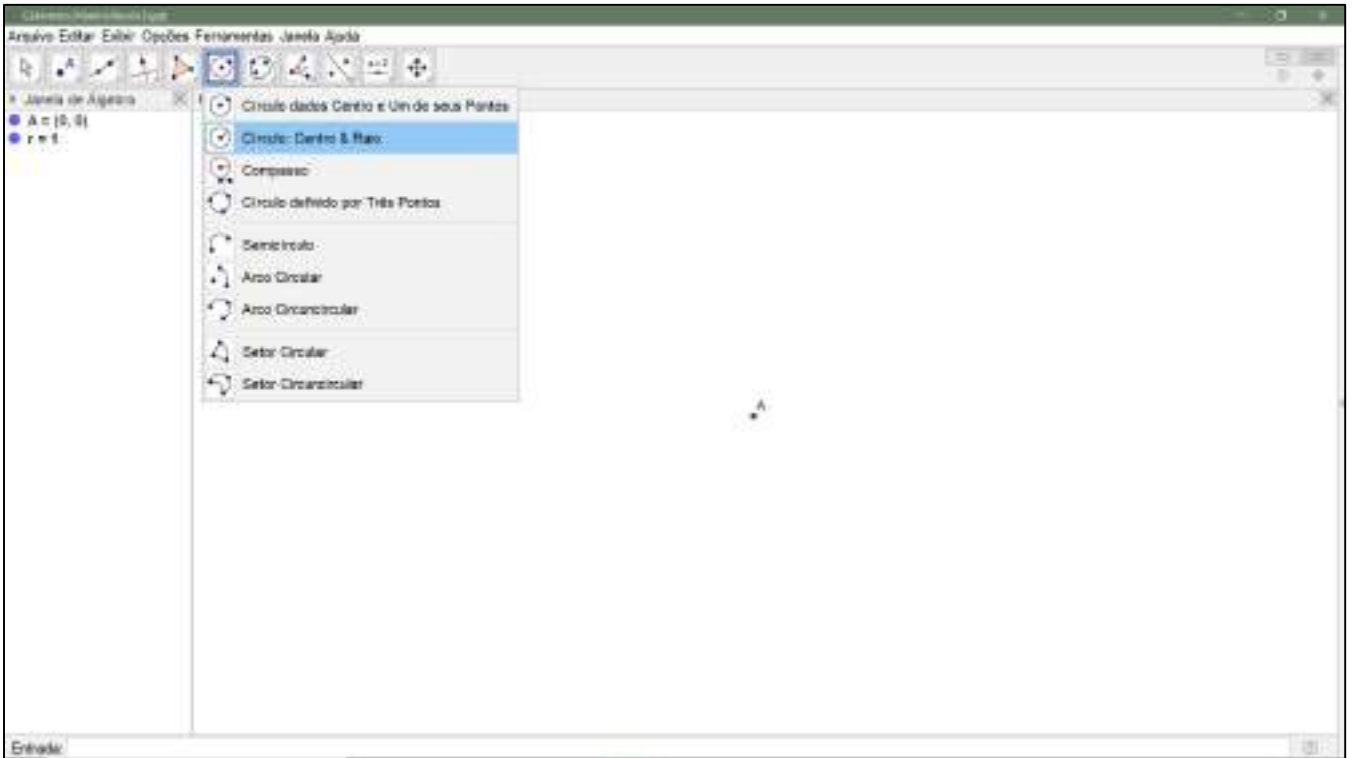 Arquivo Editar Exibir Opções Ferramentas Janela Ajuda
Janela de Álgebra
A = (0, 0)
r = 1
Círculo dados Centro e Um de seus Pontos
Círculo: Centro & Raio
Compasso
Círculo definido por Três Pontos
Semicírculo
Arco Circular
Arco Circuncircular
Setor Circular
Setor Circuncircular
A
Entrada: